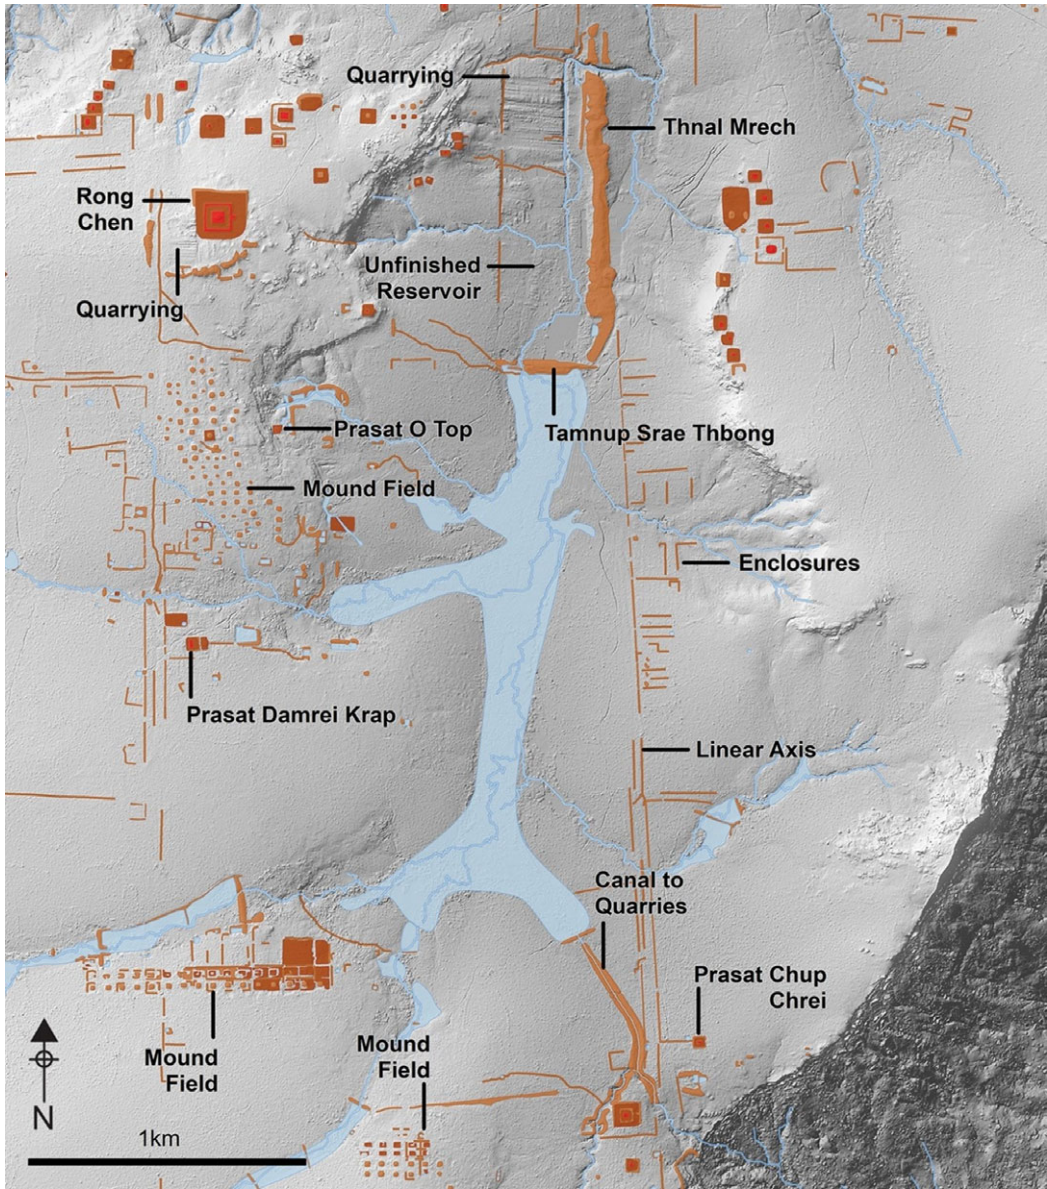 Quarrying
Thnal Mrech
Rong
Chen
Unfinished
Reservoir
Quarrying
Prasat O Top
Tamnup Srae Thbong
Mound Field
Enclosures
Prasat Damrei Krap
Linear Axis
Canal to
Quarries
Prasat Chup
Chrei
Mound
Field
Mound
Field
N
1km